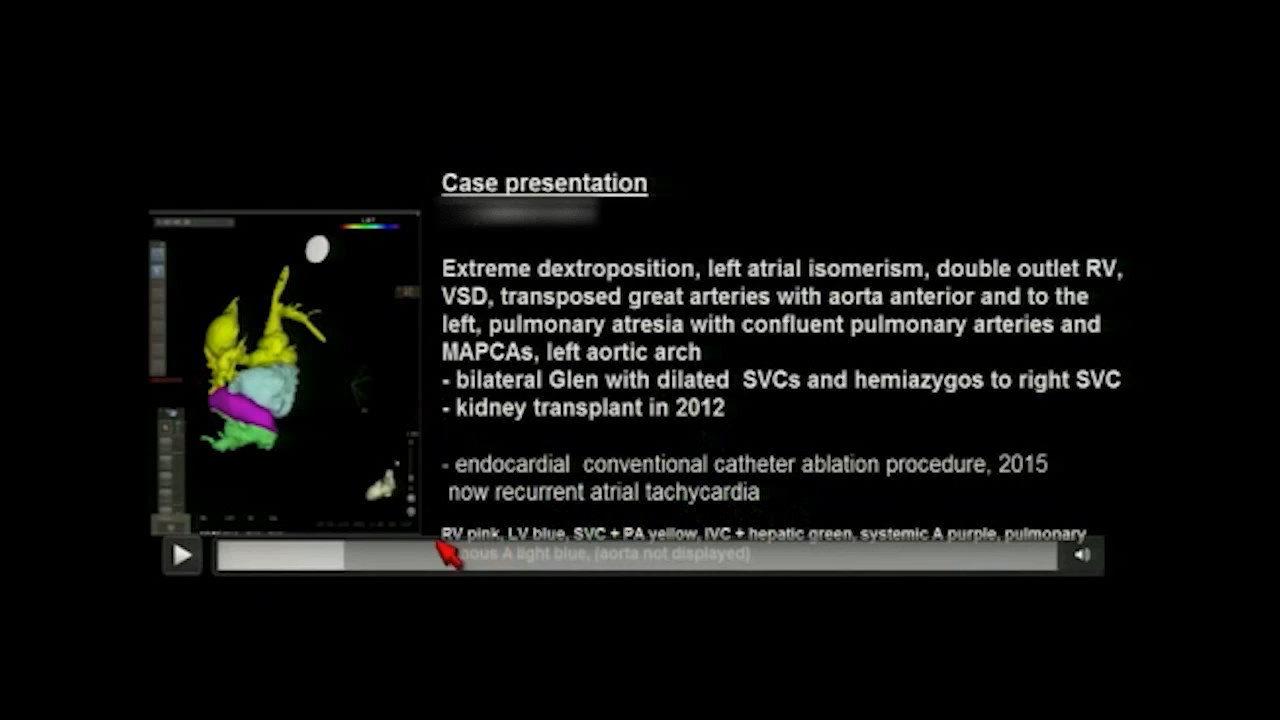 Case presentation
Extreme dextroposition, left atrial isomerism, double outlet RV,
VSD, transposed great arteries with aorta anterior and to the
left, pulmonary atresia with confluent pulmonary arteries and
MAPCAs, left aortic arch
- bilateral Glen with dilated SVCs and hemiazygos to right SVC
- kidney transplant in 2012
- endocardial conventional catheter ablation procedure, 2015
now recurrent atrial tachycardia
RV pink, LV blue, SVC + PA yellow, IVC + hepatic green, systemic A purple, pulmonary
A light blue, (aorta not displayed)